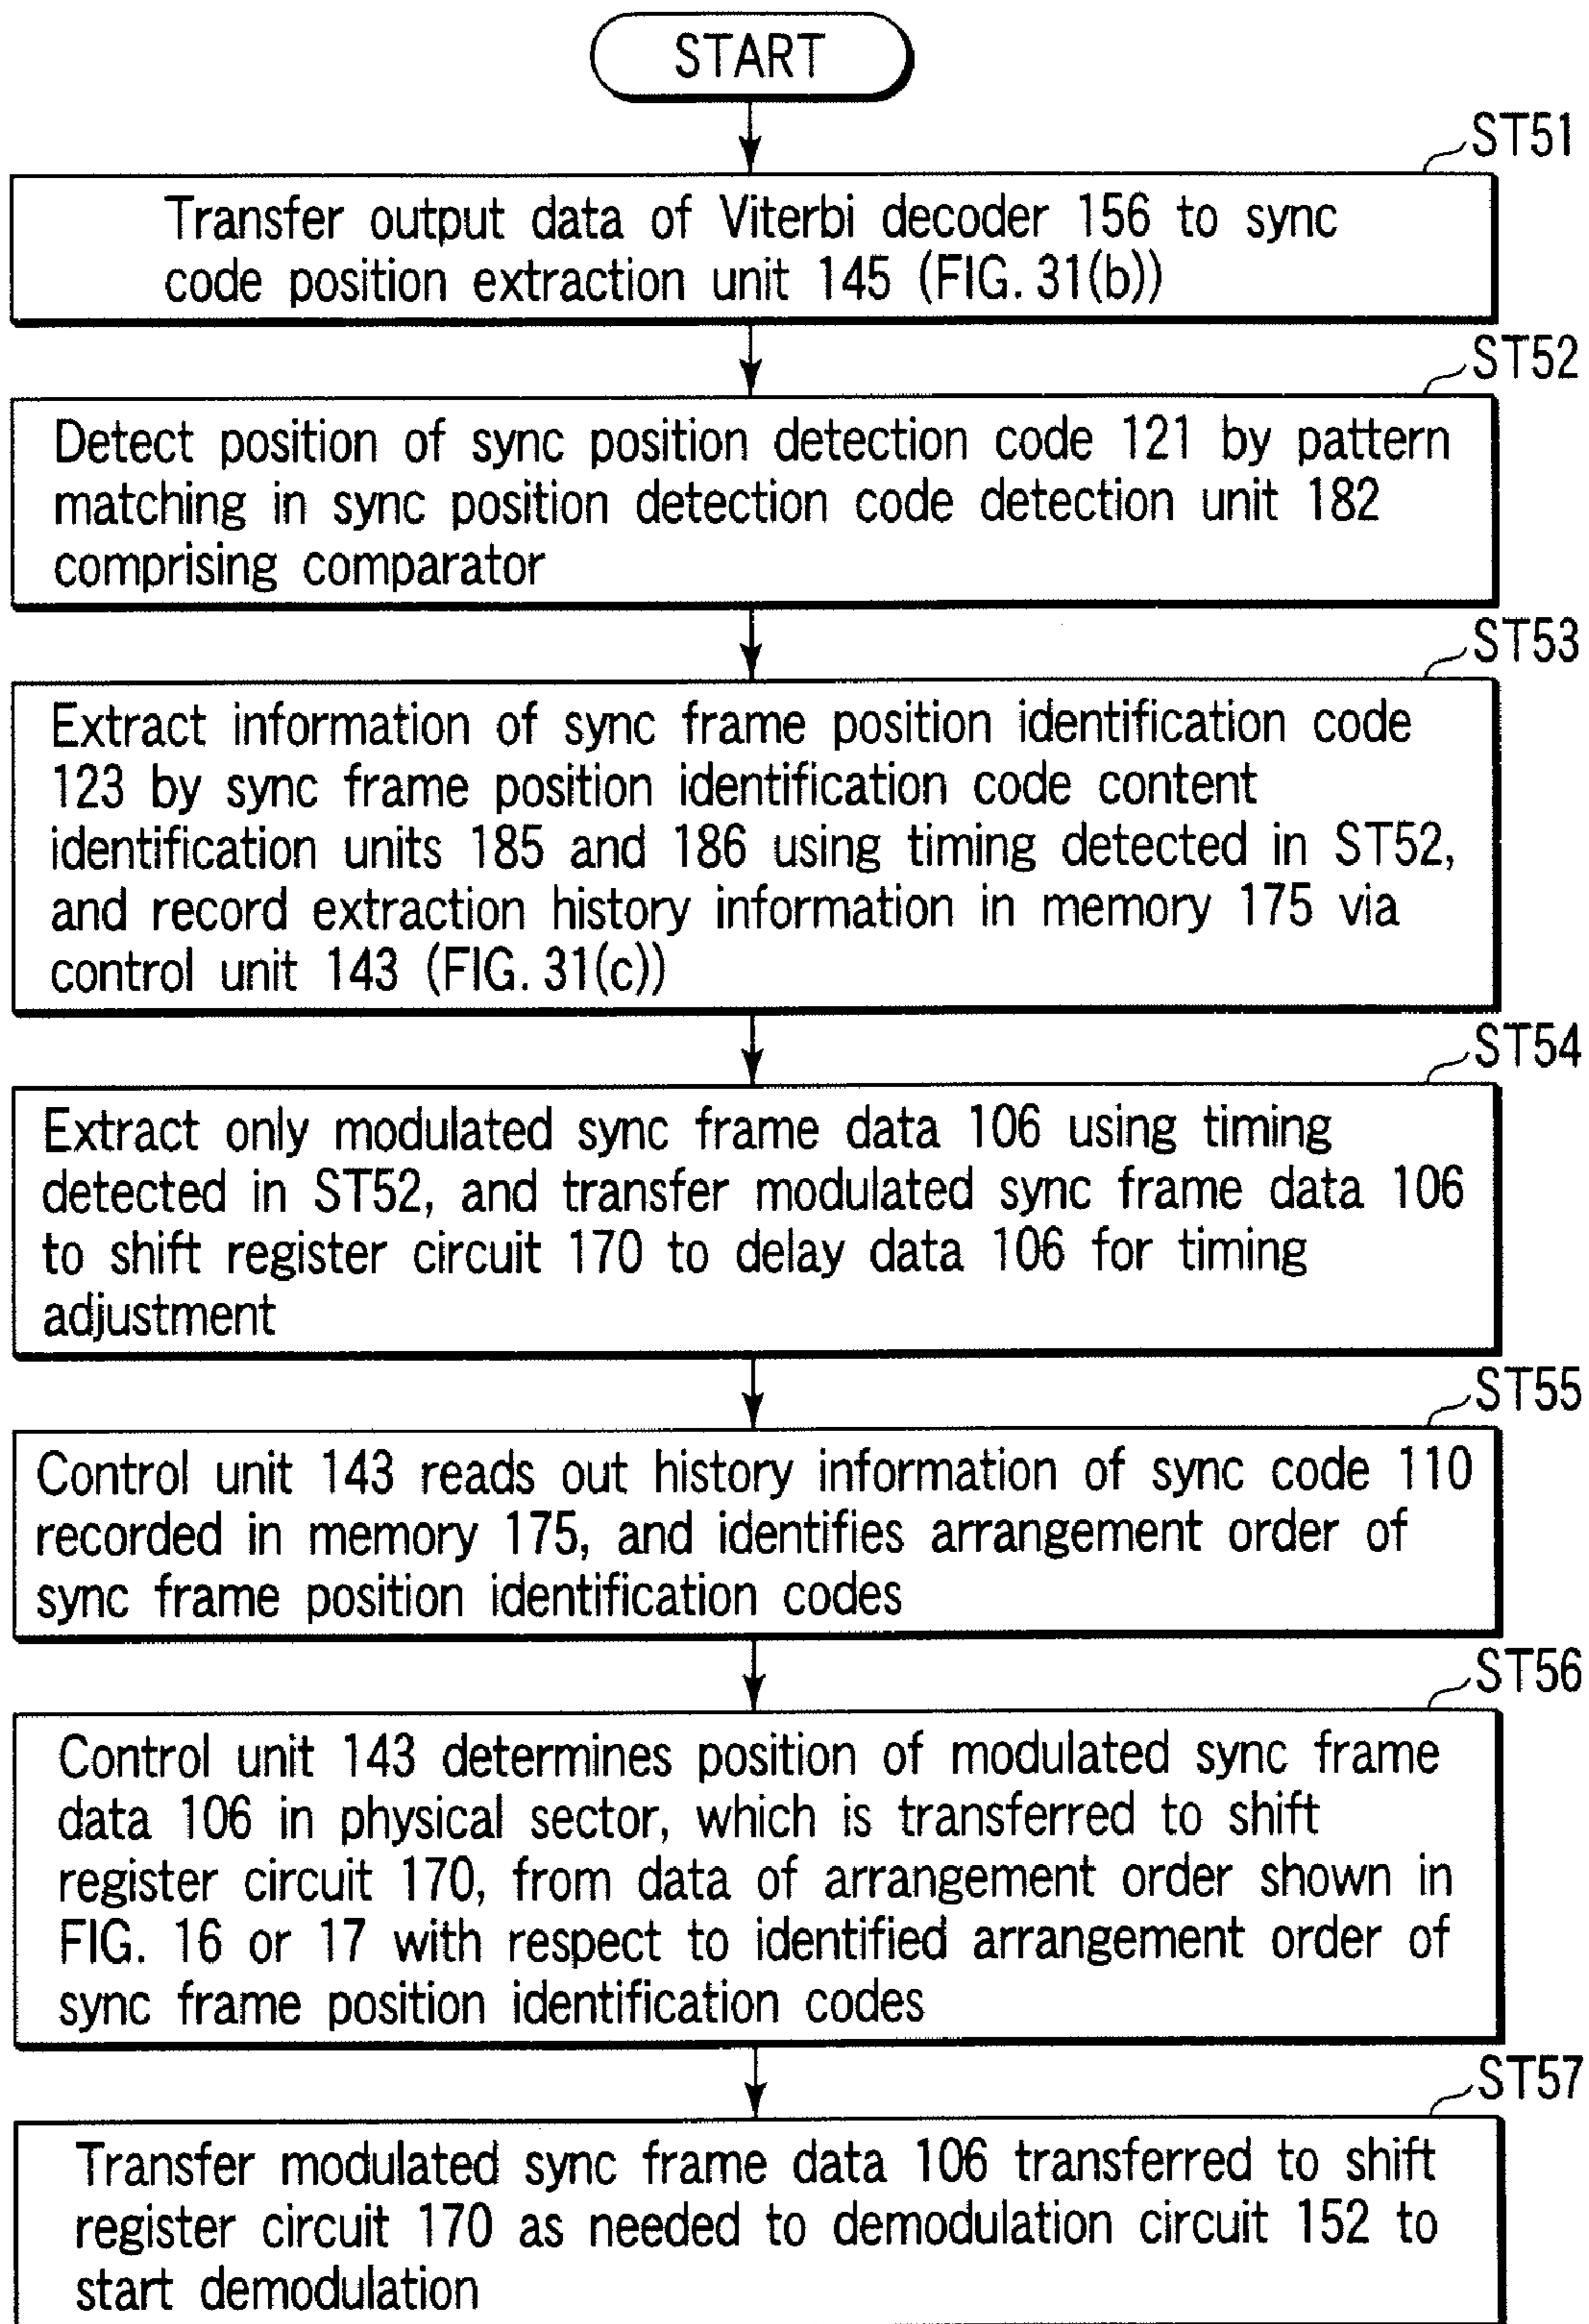 START
ST51
Transfer output data of Viterbi decoder 156 to sync
code position extraction unit 145 (FIG. 31(b))
ST52
Detect position of sync position detection code 121 by pattern
matching in sync position detection code detection unit 182
comprising comparator
ST53
Extract information of sync frame position identification code
123 by sync frame position identification code content
identification units 185 and 186 using timing detected in ST52,
and record extraction history information in memory 175 via
control unit 143 (FIG. 31(c))
ST54
Extract only modulated sync frame data 106 using timing
detected in ST52, and transfer modulated sync frame data 106
to shift register circuit 170 to delay data 106 for timing
adjustment
ST55
Control unit 143 reads out history information of sync code 110
recorded in memory 175, and identifies arrangement order of
sync frame position identification codes
ST56
Control unit 143 determines position of modulated sync frame
data 106 in physical sector, which is transferred to shift
register circuit 170, from data of arrangement order shown in
FIG. 16 or 17 with respect to identified arrangement order of
sync frame position identification codes
ST57
Transfer modulated sync frame data 106 transferred to shift
register circuit 170 as needed to demodulation circuit 152 to
start demodulation